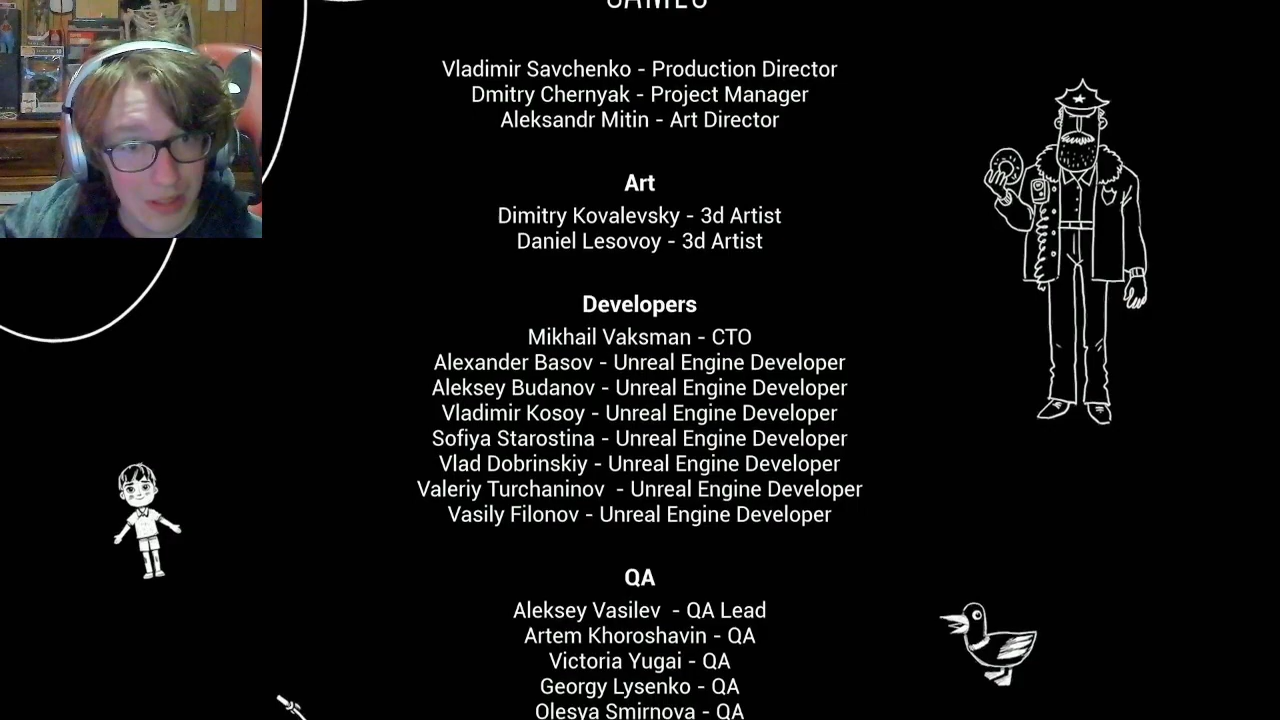 GAMES
Vladimir Savchenko - Production Director
Dmitry Chernyak - Project Manager
Aleksandr Mitin - Art Director
Art
Dimitry Kovalevsky - 3d Artist
Daniel Lesovoy - 3d Artist
Developers
Mikhail Vaksman - CTO
Alexander Basov - Unreal Engine Developer
Aleksey Budanov - Unreal Engine Developer
Vladimir Kosoy - Unreal Engine Developer
Sofiya Starostina - Unreal Engine Developer
Vlad Dobrinskiy - Unreal Engine Developer
Valeriy Turchaninov - Unreal Engine Developer
Vasily Filonov - Unreal Engine Developer
QA
Aleksey Vasilev - QA Lead
Artem Khoroshavin - QA
Victoria Yugai - QA
Georgy Lysenko - QA
Olesya Smirnova - QA